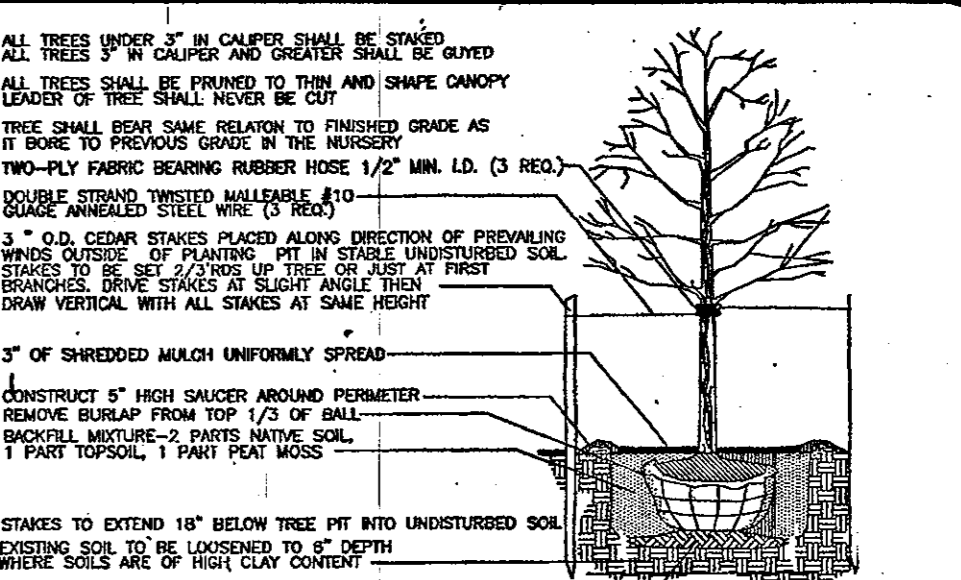 ALL TREES UNDER 3" IN CALIPER SHALL BE STAKED
ALL TREES 3" IN CALIPER AND GREATER SHALL BE GUYED
ALL TREES SHALL BE PRUNED TO THIN AND SHAPE CANOPY
LEADER OF TREE SHALL NEVER BE CUT
TREE SHALL BEAR SAME RELATON TO FINISHED GRADE AS
IT BORE TO PREVIOUS GRADE IN THE NURSERY
TWO-PLY FABRIC BEARING RUBBER HOSE 1/2" MIN. I.D. (3 REQ.)
DOUBLE STRAND TWISTED MALLEABLE #10
GUAGE ANNEALED STEEL WIRE (3 REQ.)
3 " O.D. CEDAR STAKES PLACED ALONG DIRECTION OF PREVAILING
WINDS OUTSIDE OF PLANTING PIT IN STABLE UNDISTURBED SOIL.
STAKES TO BE SET 2/3'RDS UP TREE OR JUST AT FIRST
BRANCHES. DRIVE STAKES AT SLIGHT ANGLE THEN
DRAW VERTICAL WITH ALL STAKES AT SAME HEIGHT
3" OF SHREDDED MULCH UNIFORMLY SPREAD
CONSTRUCT 5" HIGH SAUCER AROUND PERIMETER
REMOVE BURLAP FROM TOP 1/3 OF BALL
BACKFILL MIXTURE-2 PARTS NATIVE SOIL,
1 PART TOPSOIL, 1 PART PEAT MOSS
STAKES TO EXTEND 18" BELOW TREE PIT INTO UNDISTURBED SOIL
EXISTING SOIL TO BE LOOSENED TO 6" DEPTH
WHERE SOILS ARE OF HIGH CLAY CONTENT